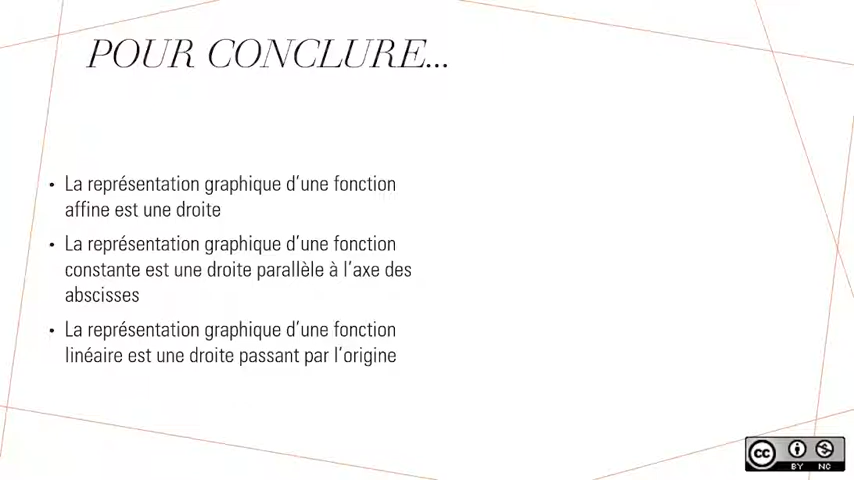 POUR CONCLURE...
• La représentation graphique d'une fonction
affine est une droite
• La représentation graphique d'une fonction
constante est une droite parallèle à l'axe des
abscisses
• La représentation graphique d'une fonction
linéaire est une droite passant par l'origine
cc
BY NC